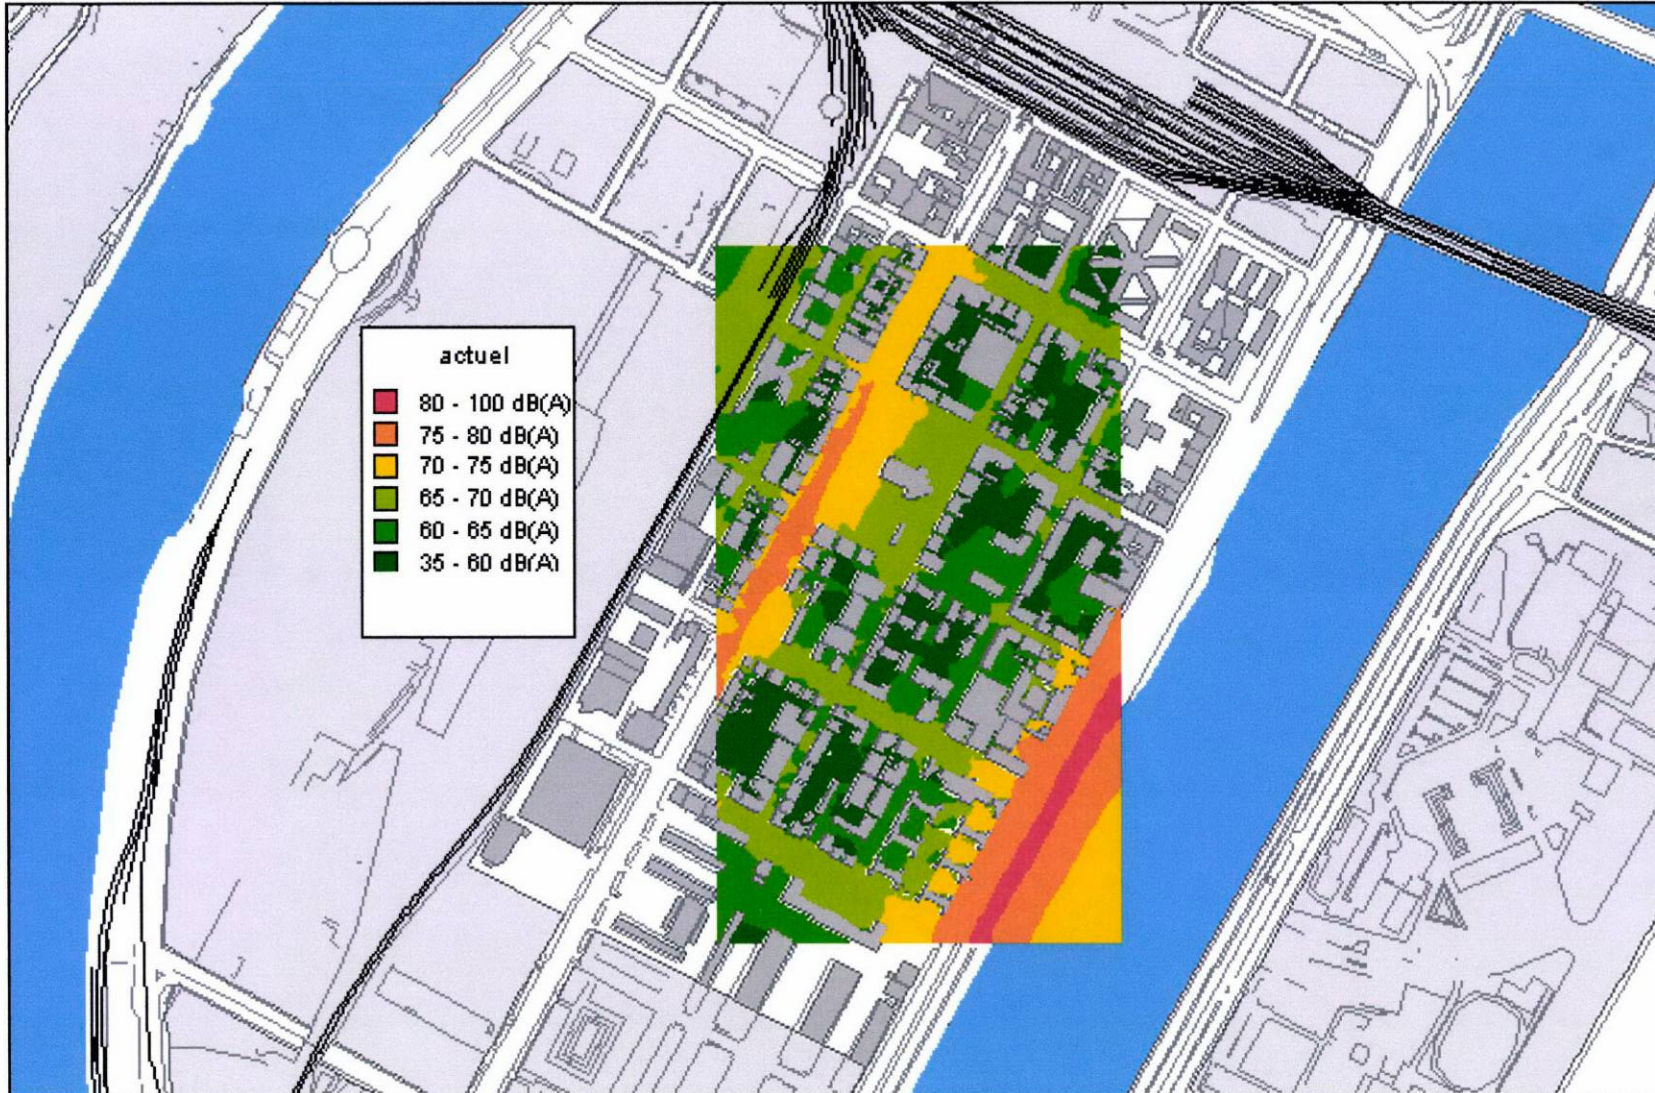 actuel
80 - 100 dB(A)
75 - 80 dB(A)
70 - 75 dB(A)
65 - 70 dB(A)
60 - 65 dB(A)
35 - 60 dB(A)